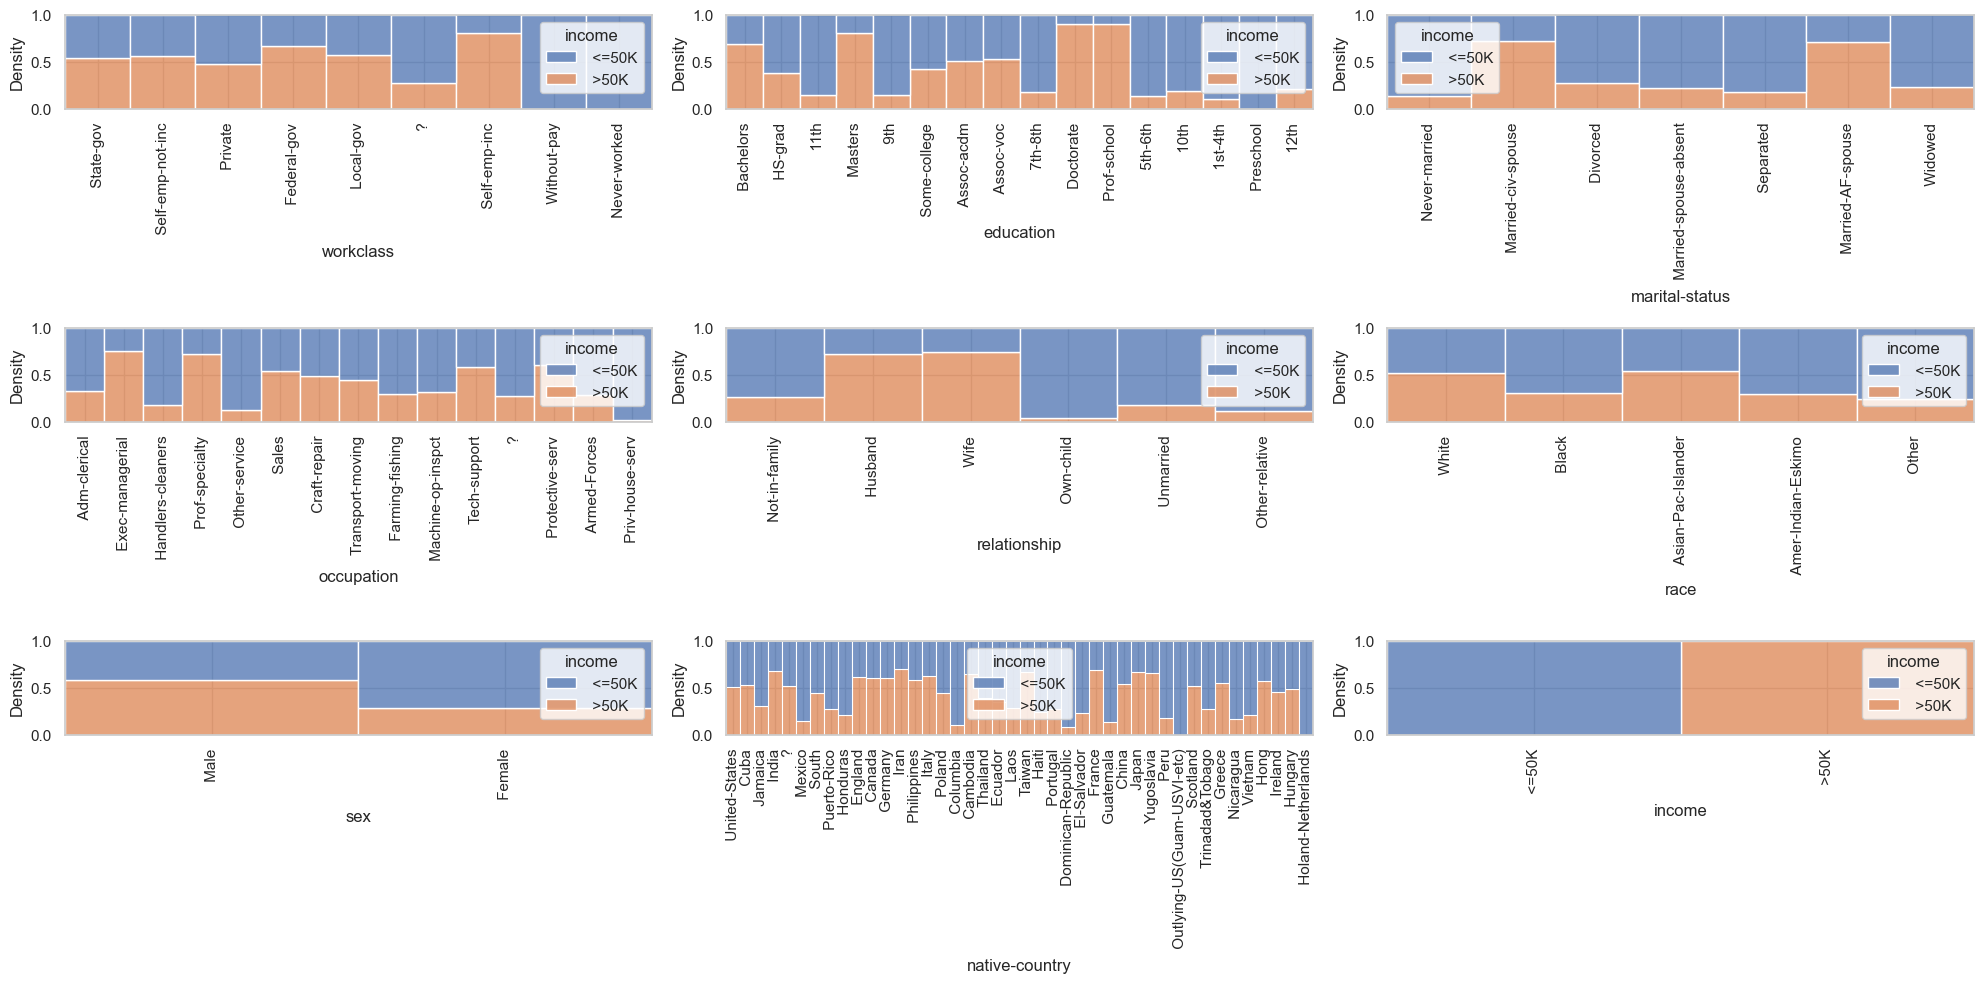 1.0
0.5
0.0
Density
income
<=50K
>50K
State-gov
Self-emp-not-inc
Private
Federal-gov
Local-gov
?
Self-emp-inc
Without-pay
Never-worked
workclass
1.0
0.5
0.0
Density
income
<=50K
>50K
Bachelors
HS-grad
11th
Masters
9th
Some-college
Assoc-acdm
Assoc-voc
7th-8th
Doctorate
Prof-school
5th-6th
10th
1st-4th
Preschool
12th
education
1.0
0.5
0.0
Density
income
<=50K
>50K
Never-married
Married-civ-spouse
Divorced
Married-spouse-absent
Separated
Married-AF-spouse
Widowed
marital-status
1.0
0.5
0.0
Density
income
<=50K
>50K
Adm-clerical
Exec-managerial
Handlers-cleaners
Prof-specialty
Other-service
Sales
Craft-repair
Transport-moving
Farming-fishing
Machine-op-inspct
Tech-support
?
Protective-serv
Armed-Forces
Priv-house-serv
occupation
1.0
0.5
0.0
Density
income
<=50K
>50K
Not-in-family
Husband
Wife
Own-child
Unmarried
Other-relative
relationship
1.0
0.5
0.0
Density
income
<=50K
>50K
White
Black
Asian-Pac-Islander
Amer-Indian-Eskimo
Other
race
1.0
0.5
0.0
Density
income
<=50K
>50K
Male
Female
sex
1.0
0.5
0.0
Density
income
<=50K
>50K
United-States
Cuba
Jamaica
India
?
Mexico
South
Puerto-Rico
Honduras
England
Canada
Germany
Iran
Philippines
Italy
Poland
Columbia
Cambodia
Thailand
Ecuador
Laos
Taiwan
Haiti
Portugal
Dominican-Republic
El-Salvador
France
Guatemala
China
Japan
Yugoslavia
Peru
Outlying-US(Guam-USVI-etc)
Scotland
Trinadad&Tobago
Greece
Nicaragua
Vietnam
Hong
Ireland
Hungary
Holand-Netherlands
native-country
1.0
0.5
0.0
Density
income
<=50K
>50K
<=50K
>50K
income